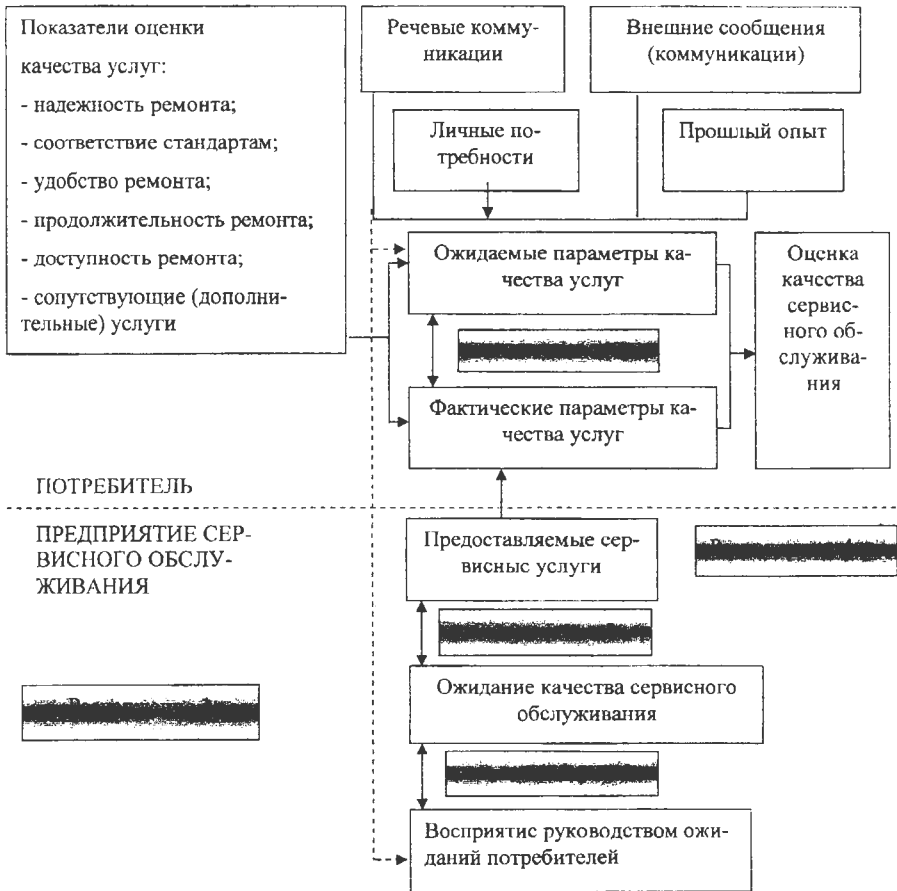 Показатели оценки
качества услуг:
- надежность ремонта;
- соответствие стандартам;
- удобство ремонта;
- продолжительность ремонта;
- доступность ремонта;
- сопутствующие (дополни-
тельные) услуги
Речевые комму-
никации
Внешние сообщения
(коммуникации)
Личные по-
требности
Прошлый опыт
Ожидаемые параметры ка-
чества услуг
Оценка
качества
сервис-
ного об-
служива-
ния
Фактические параметры ка-
чества услуг
ПОТРЕБИТЕЛЬ
ПРЕДПРИЯТИЕ СЕР-
ВИСНОГО ОБСЛУ-
ЖИВАНИЯ
Предоставляемые сер-
висные услуги
Ожидание качества сервисного
обслуживания
Восприятие руководством ожи-
даний потребителей